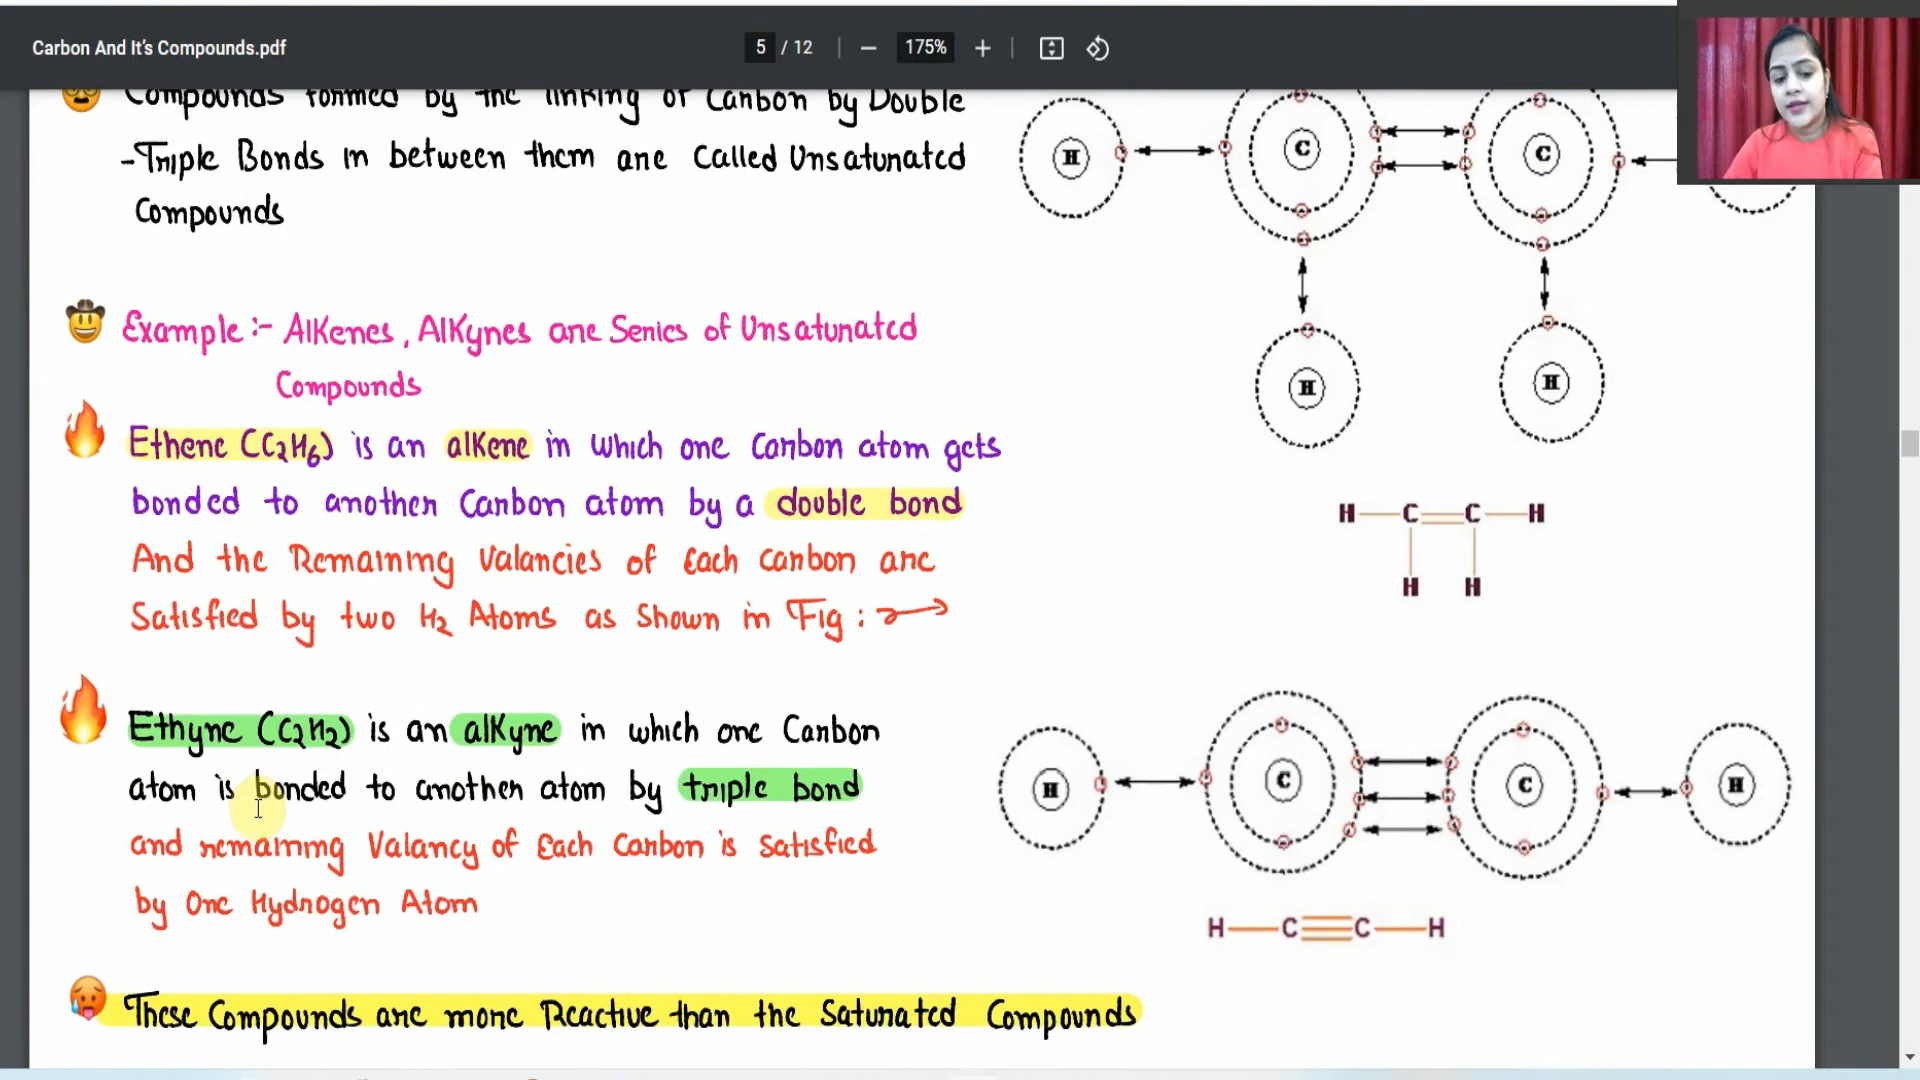 Carbon And It's Compounds.pdf
5 / 12
175%
Compounds formed by the linking of Carbon by Double
-Triple Bonds in between them are Called Unsaturated
Compounds
Example :- Alkenes, Alkynes are Series of Unsaturated
Compounds
Ethene (C₂H₆) is an alkene in which one Carbon atom gets
bonded to another Carbon atom by a double bond
And the Remaining Valancies of Each carbon are
Satisfied by two H₂ Atoms as Shown in Fig :
Ethyne (C₂H₂) is an alkyne in which one Carbon
atom is bonded to another atom by triple bond
and remaining Valancy of Each Carbon is Satisfied
by One Hydrogen Atom
These Compounds are more Reactive than the Saturated Compounds
H C C
H H
H C C H
H H
H C C H
H C C H